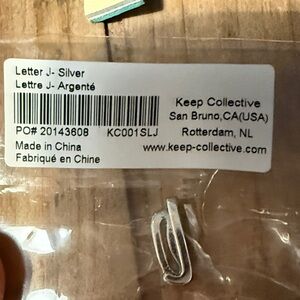 Letter J- Silver
Lettre J- Argenté
PO# 20143608 KC001SLJ
Made in China
Fabriqué en Chine
Keep Collective
San Bruno,CA(USA)
Rotterdam, NL
www.keep-collective.com